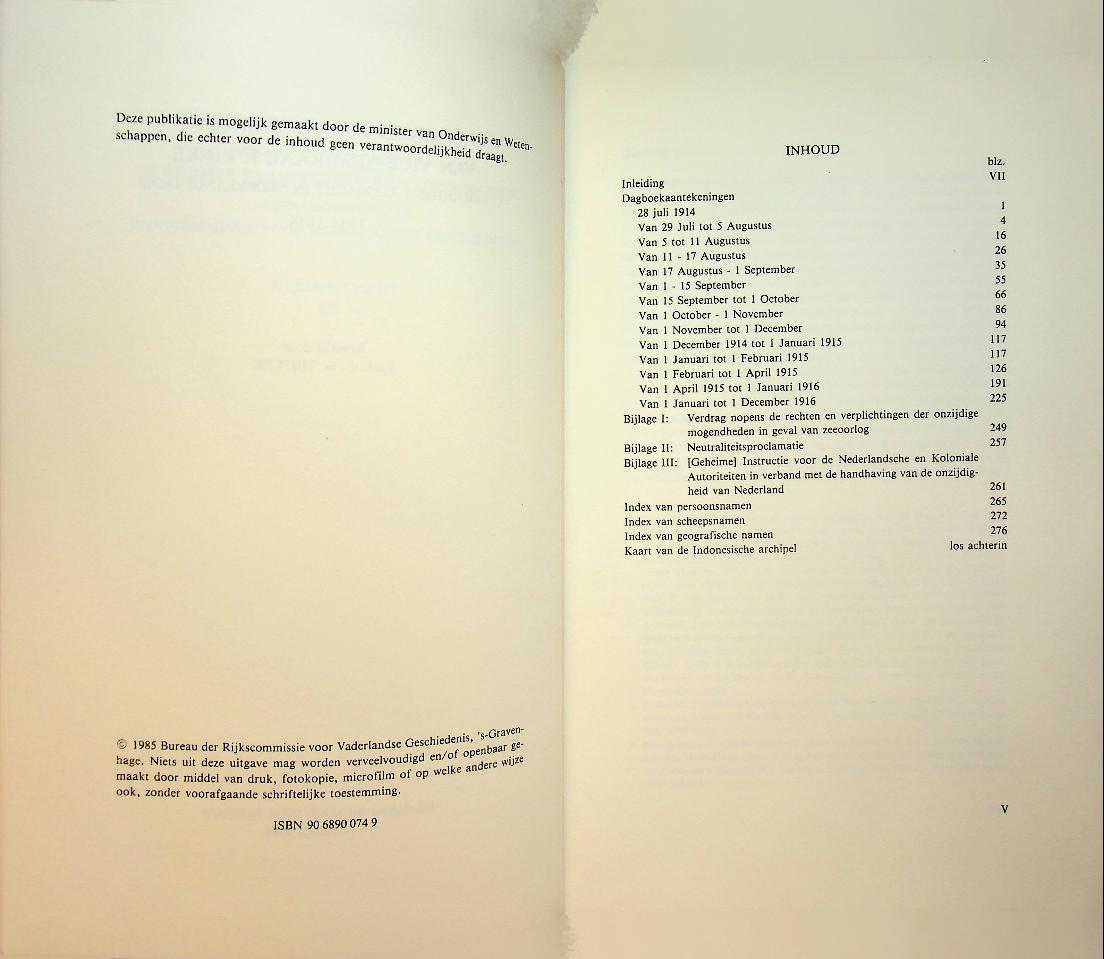 Deze publikatie is mogelijk gemaakt door de minister van Onderwijs en Weten-
schappen, die echter voor de inhoud geen verantwoordelijkheid draagt.
© 1985 Bureau der Rijkscommissie voor Vaderlandse Geschiedenis, 's-Graven-
hage. Niets uit deze uitgave mag worden verveelvoudigd en/of openbaar ge-
maakt door middel van druk, fotokopie, microfilm of op welke andere wijze
ook, zonder voorafgaande schriftelijke toestemming.
ISBN 90 6890 074 9
INHOUD
blz.
Inleiding VII
Dagboekaantekeningen
28 juli 1914 1
Van 29 Juli tot 5 Augustus 4
Van 5 tot 11 Augustus 16
Van 11 - 17 Augustus 26
Van 17 Augustus - 1 September 35
Van 1 - 15 September 55
Van 15 September tot 1 October 66
Van 1 October - 1 November 86
Van 1 November tot 1 December 94
Van 1 December 1914 tot 1 Januari 1915 117
Van 1 Januari tot 1 Februari 1915 117
Van 1 Februari tot 1 April 1915 126
Van 1 April 1915 tot 1 Januari 1916 191
Van 1 Januari tot 1 December 1916 225
Bijlage I: Verdrag nopens de rechten en verplichtingen der onzijdige
mogendheden in geval van zeeoorlog 249
Bijlage II: Neutraliteitsproclamatie 257
Bijlage III: [Geheime] Instructie voor de Nederlandsche en Koloniale
Autoriteiten in verband met de handhaving van de onzijdig-
heid van Nederland 261
Index van persoonsnamen 265
Index van scheepsnamen 272
Index van geografische namen 276
Kaart van de Indonesische archipel los achterin
V